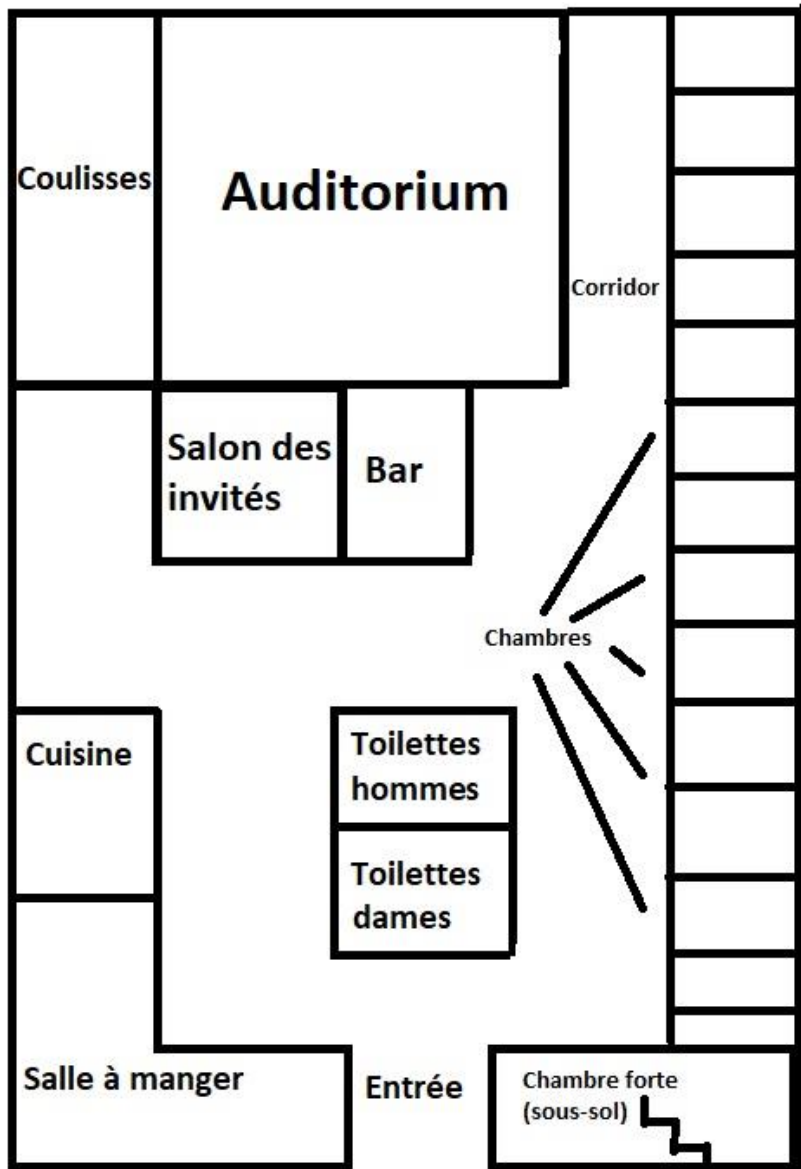 Coulisses
Auditorium
Corridor
Salon des
invités
Bar
Chambres
Cuisine
Toilettes
hommes
Toilettes
dames
Salle à manger
Entrée
Chambre forte
(sous-sol)